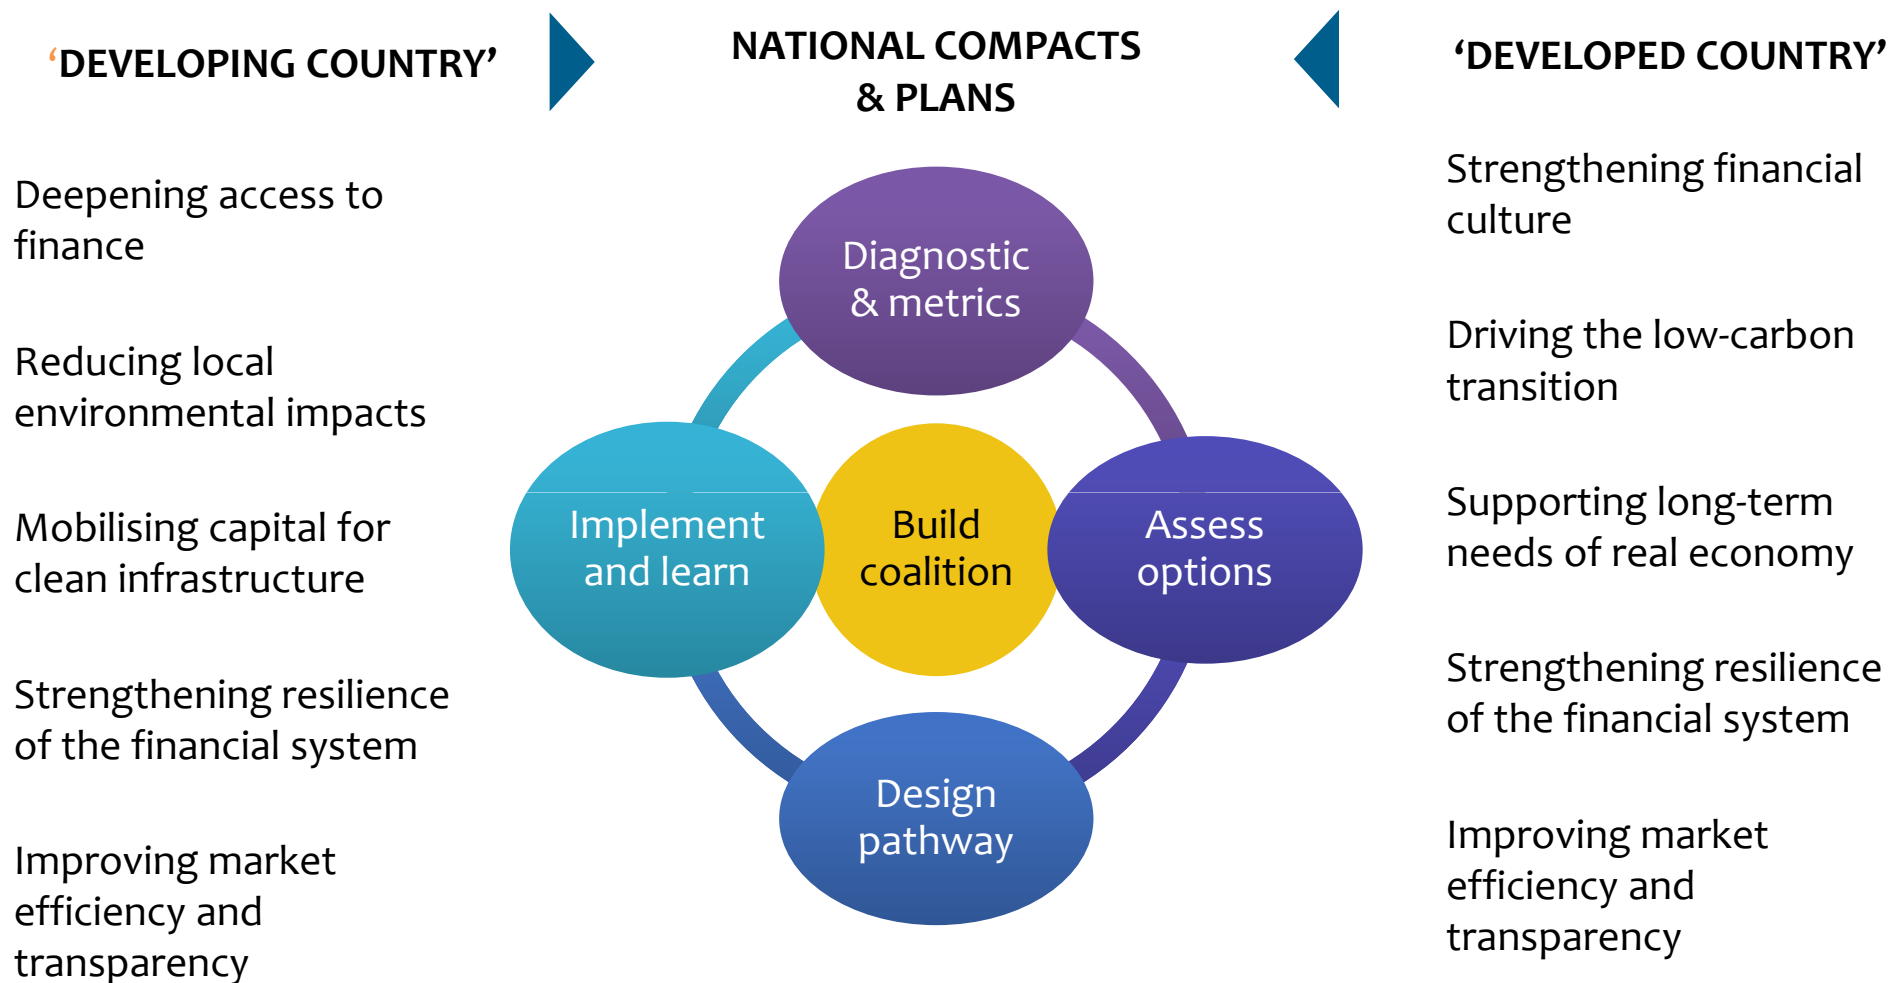 ‘DEVELOPING COUNTRY’
Deepening access to
finance
Reducing local
environmental impacts
Mobilising capital for
clean infrastructure
Strengthening resilience
of the financial system
Improving market
efficiency and
transparency
NATIONAL COMPACTS
& PLANS
Diagnostic
& metrics
Implement
and learn
Build
coalition
Assess
options
Design
pathway
‘DEVELOPED COUNTRY’
Strengthening financial
culture
Driving the low-carbon
transition
Supporting long-term
needs of real economy
Strengthening resilience
of the financial system
Improving market
efficiency and
transparency